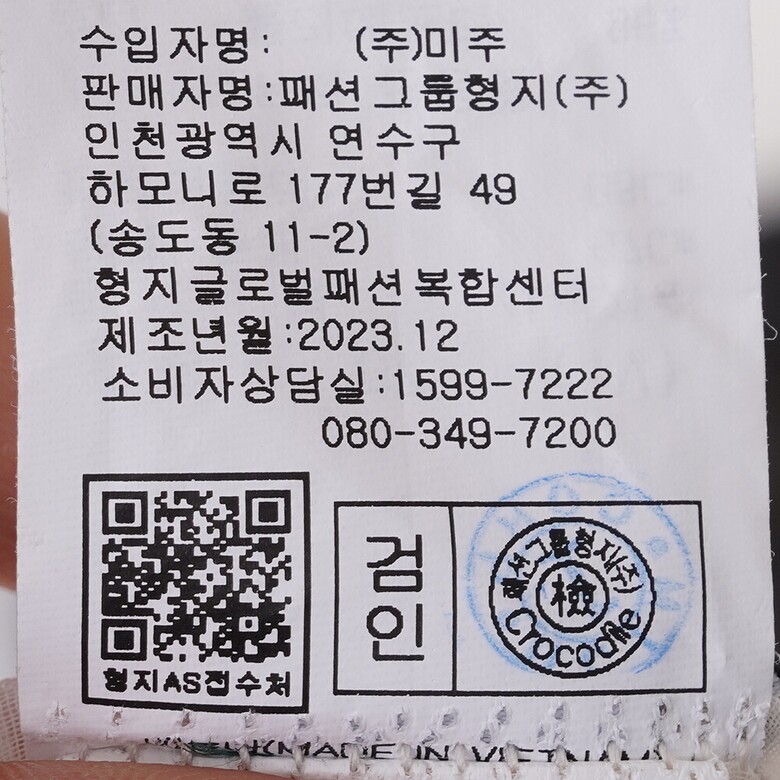 수입자명: (주)미주
판매자명:패션그룹형지(주)
인천광역시 연수구
하모니로 177번길 49
(송도동 11-2)
형지글로벌패션복합센터
제조년월:2023.12
소비자상담실:1599-7222
080-349-7200
형지AS접수처
검인
패션그룹형지(주)
檢
Crocodile
MADE IN VIETNAM